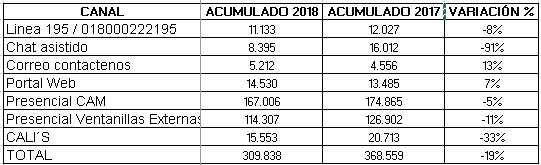 CANAL ACUMULADO 2018 ACUMULADO 2017 VARIACIÓN %
Linea 195 / 018000222195 11.133 12.027 -8%
Chat asistido 8.395 16.012 -91%
Correo contactenos 5.212 4.556 13%
Portal Web 14.530 13.485 7%
Presencial CAM 167.006 174.865 -5%
Presencial Ventanillas Externas 114.307 126.902 -11%
CALI´S 15.553 20.713 -33%
TOTAL 309.838 368.559 -19%